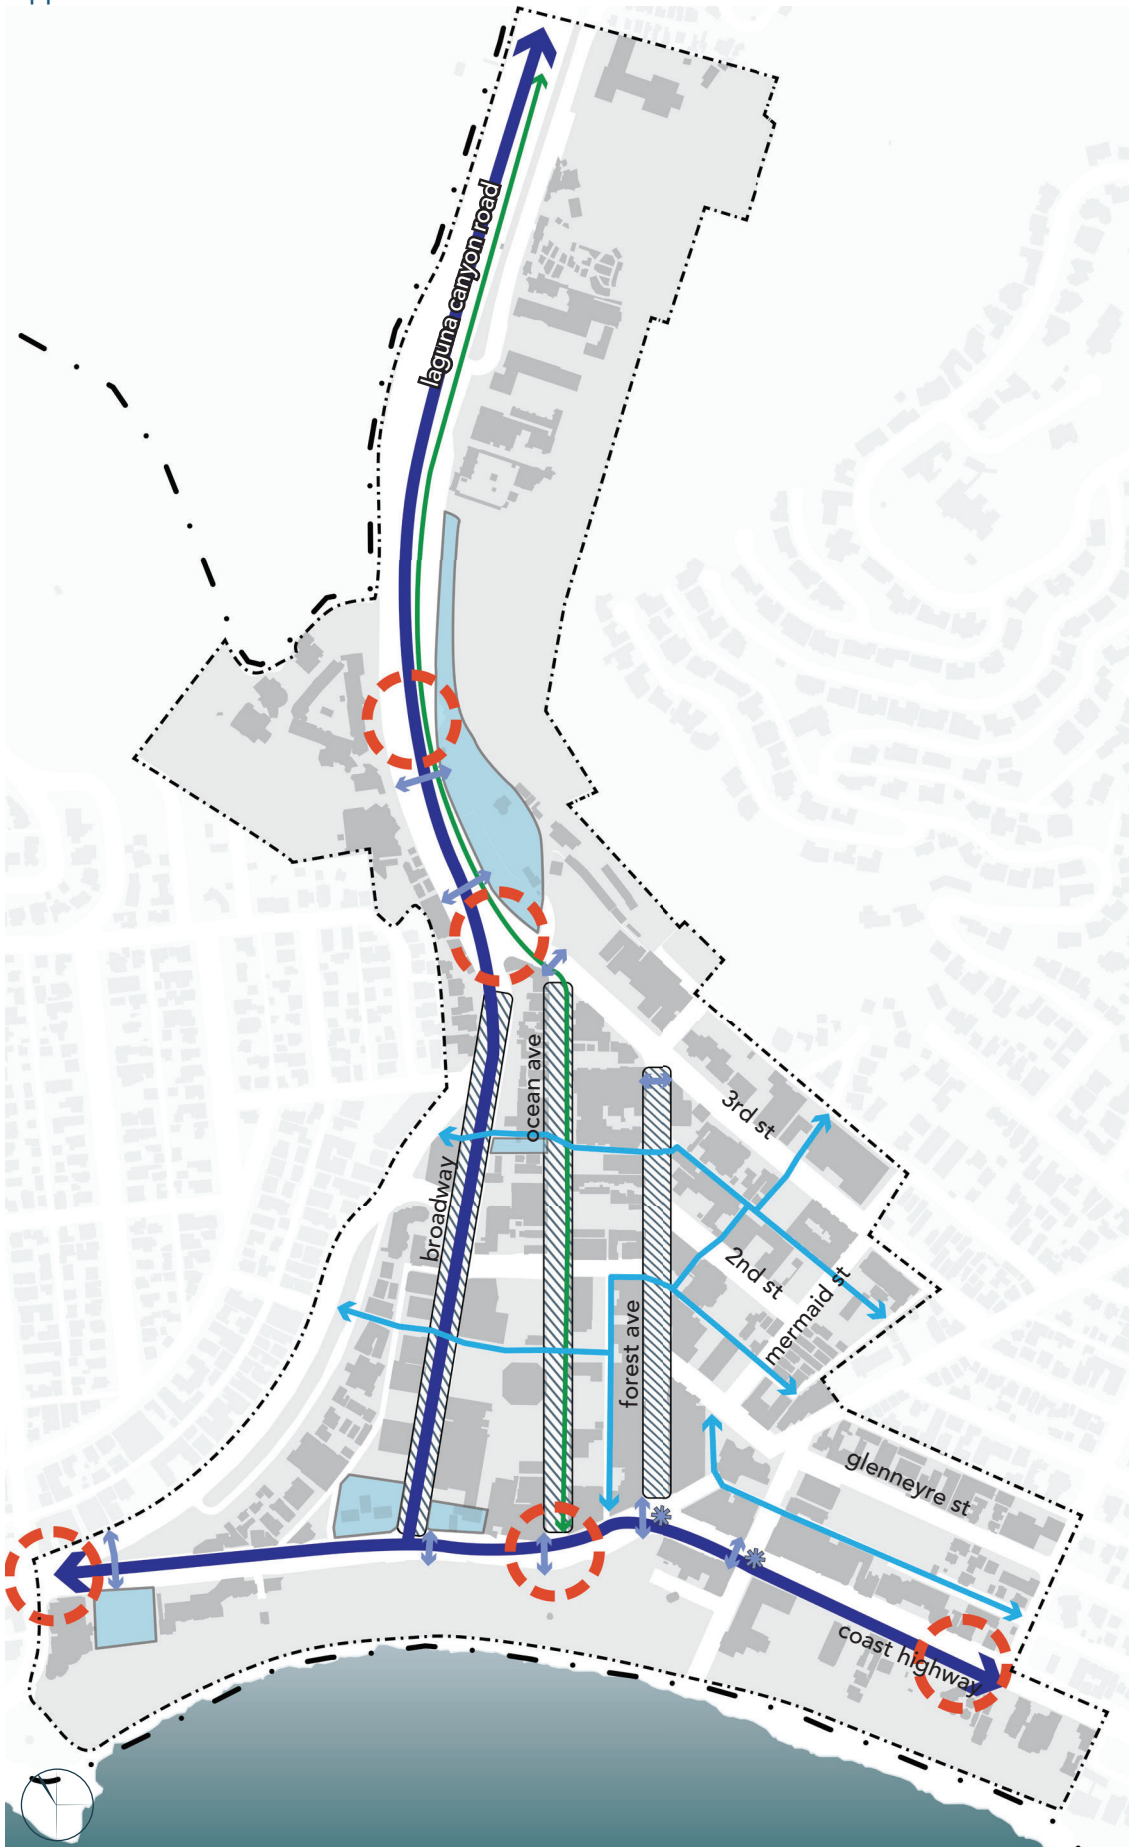 laguna canyon road
ocean ave
3rd st
broadway
2nd st
mermaid st
forest ave
glenneyre st
coast highway